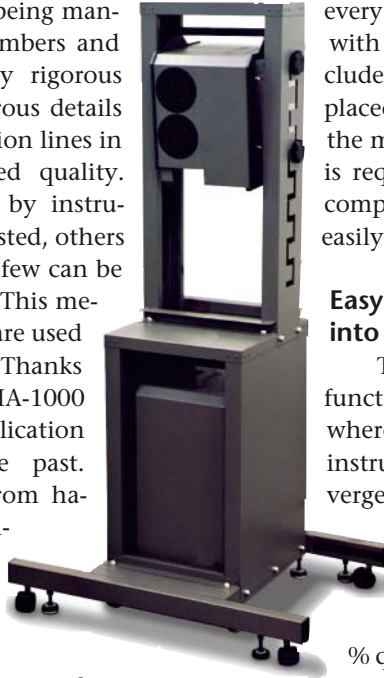 being man-
mbers and
y rigorous
rous details
ion lines in
ed quality.
by instru-
sted, others
few can be
This me-
are used
Thanks
IA-1000
lication
e past.
rom ha-
every
with
clude
placed
the m
is req
comp
easily
Easy
into
T
funct
where
instru
verge
% q